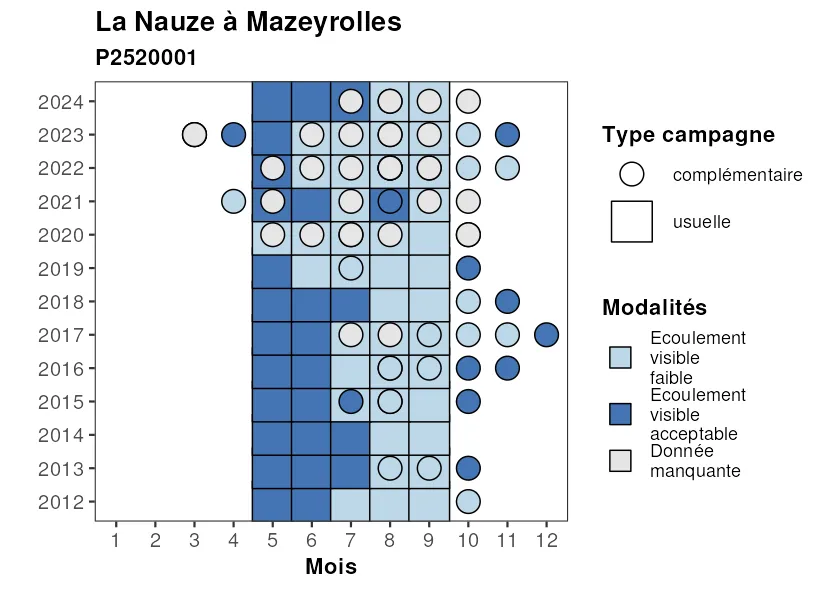 La Nauze à Mazeyrolles
P2520001
2024
2023
2022
2021
2020
2019
2018
2017
2016
2015
2014
2013
2012
1 2 3 4 5 6 7 8 9 10 11 12
Mois
Type campagne
complémentaire
usuelle
Modalités
Ecoulement
visible
faible
Ecoulement
visible
acceptable
Donnée
manquante